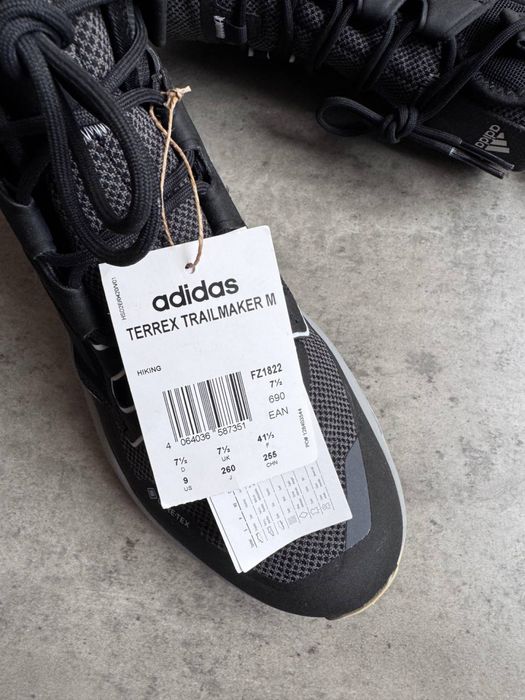 adidas
adidas
TERREX TRAILMAKER M
HIKING
FZ1822
7½
690
EAN
4 064036 587351
7½ 7½ 41⅓
D UK F
9 260 255
US J CHN
GORE-TEX